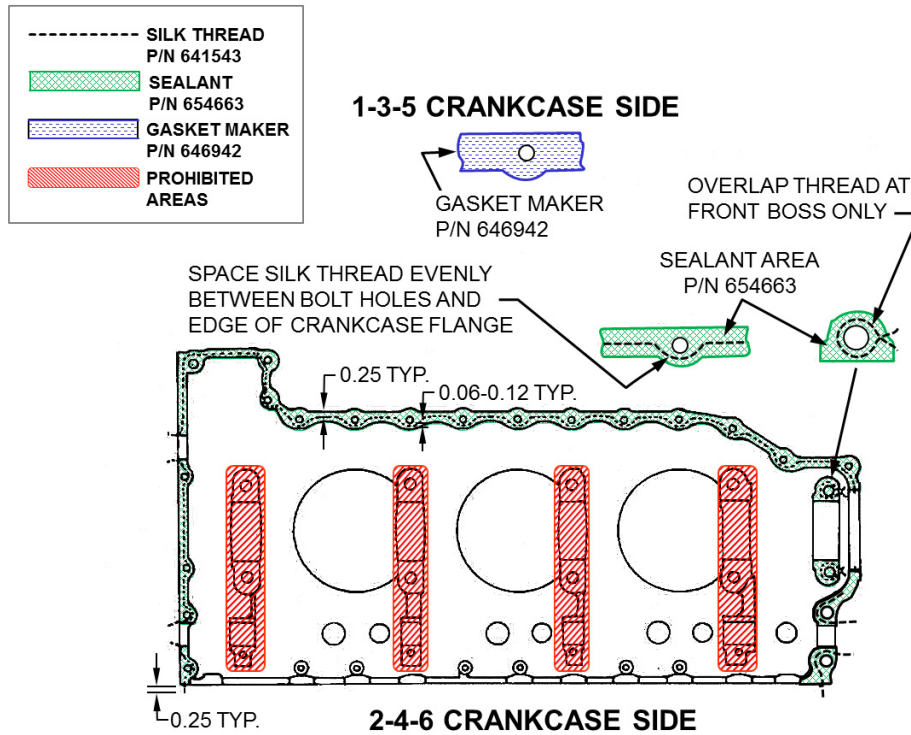 SILK THREAD
P/N 641543
SEALANT
P/N 654663
GASKET MAKER
P/N 646942
PROHIBITED
AREAS
1-3-5 CRANKCASE SIDE
GASKET MAKER
P/N 646942
OVERLAP THREAD AT
FRONT BOSS ONLY
SEALANT AREA
P/N 654663
SPACE SILK THREAD EVENLY
BETWEEN BOLT HOLES AND
EDGE OF CRANKCASE FLANGE
0.25 TYP.
0.06-0.12 TYP.
0.25 TYP.
2-4-6 CRANKCASE SIDE